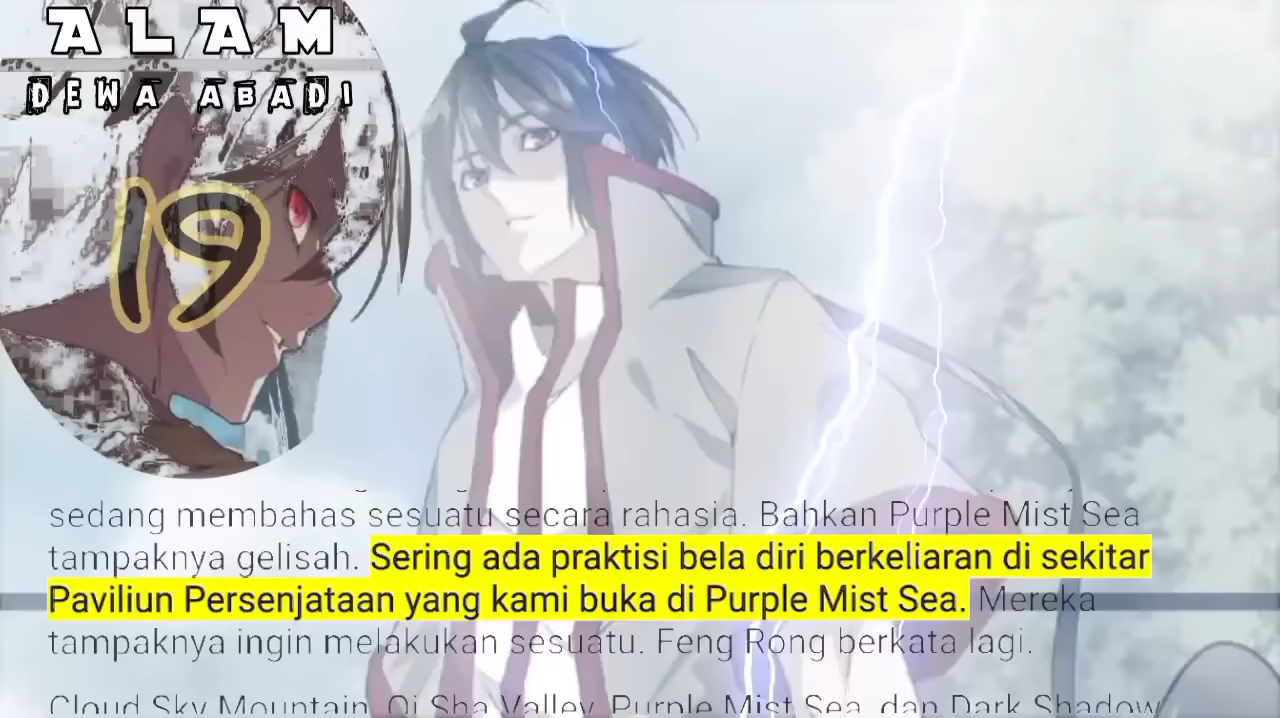 ALAM
DEWA ABADI
19
sedang membahas sesuatu secara rahasia. Bahkan Purple Mist Sea
tampaknya gelisah. Sering ada praktisi bela diri berkeliaran di sekitar
Paviliun Persenjataan yang kami buka di Purple Mist Sea. Mereka
tampaknya ingin melakukan sesuatu. Feng Rong berkata lagi.
Cloud Sky Mountain, Qi Sha Valley, Purple Mist Sea, dan Dark Shadow